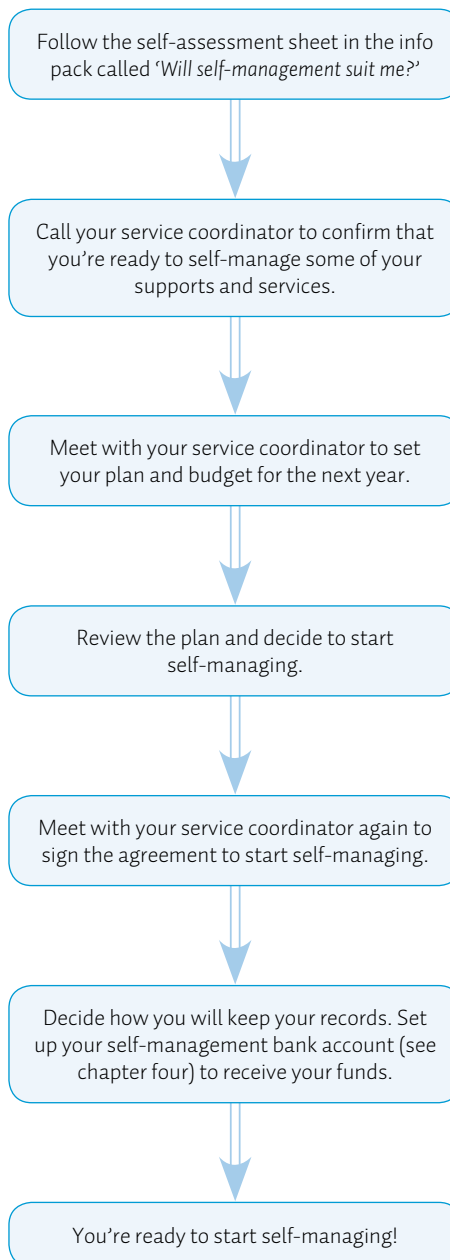 Follow the self-assessment sheet in the info
pack called ‘Will self-management suit me?’
Call your service coordinator to confirm that
you’re ready to self-manage some of your
supports and services.
Meet with your service coordinator to set
your plan and budget for the next year.
Review the plan and decide to start
self-managing.
Meet with your service coordinator again to
sign the agreement to start self-managing.
Decide how you will keep your records. Set
up your self-management bank account (see
chapter four) to receive your funds.
You’re ready to start self-managing!